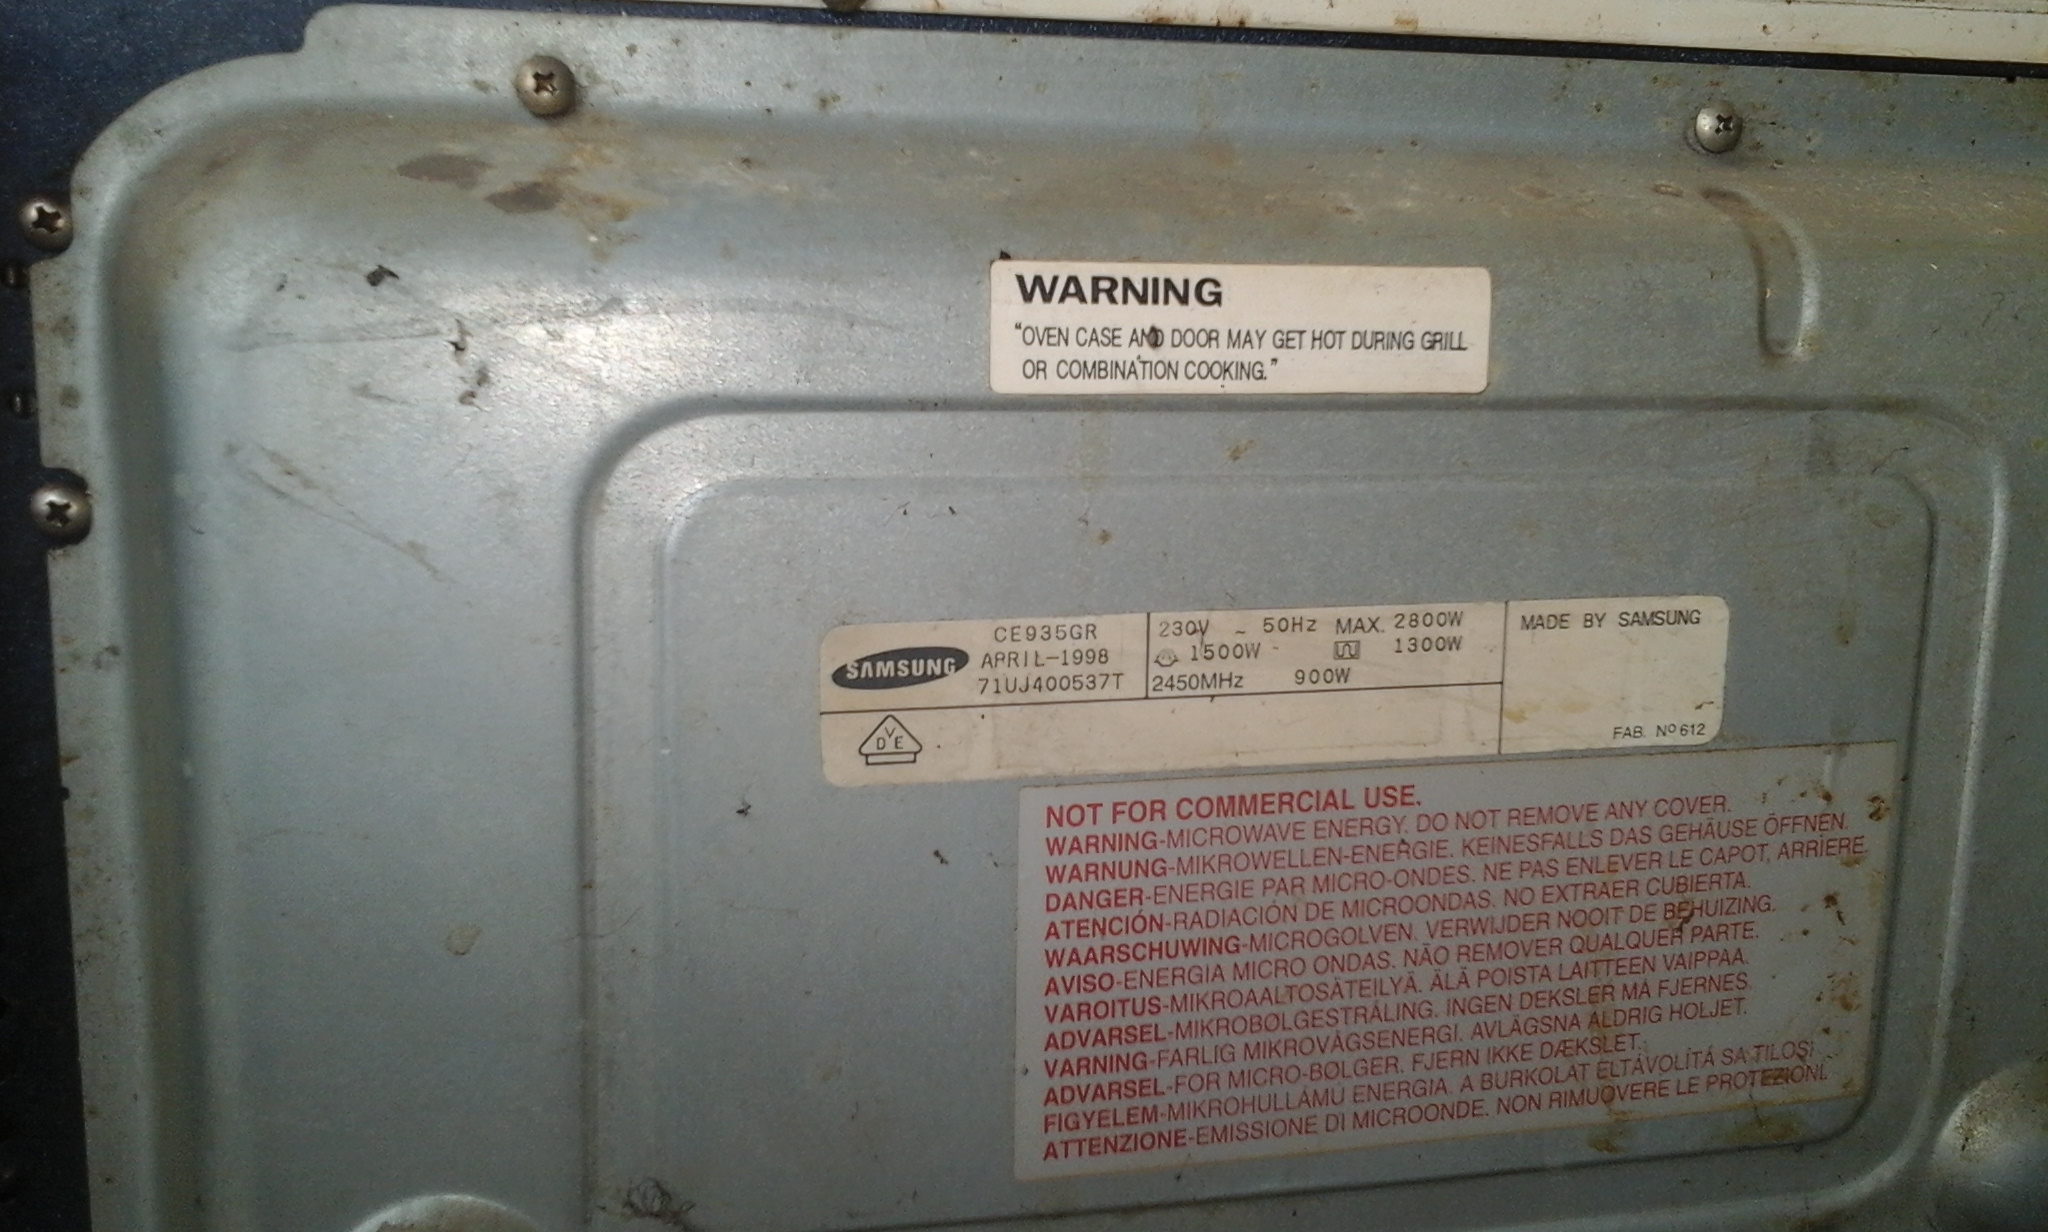 WARNING
"OVEN CASE AND DOOR MAY GET HOT DURING GRILL
OR COMBINATION COOKING."
SAMSUNG
CE935GR
APRIL-1998
71UJ400537T
230V ~ 50Hz MAX. 2800W
1500W 1300W
2450MHz 900W
MADE BY SAMSUNG
FAB. Nº 612
DVE
NOT FOR COMMERCIAL USE.
WARNING-MICROWAVE ENERGY. DO NOT REMOVE ANY COVER.
WARNUNG-MIKROWELLEN-ENERGIE. KEINESFALLS DAS GEHÄUSE ÖFFNEN.
DANGER-ENERGIE PAR MICRO-ONDES. NE PAS ENLEVER LE CAPOT, ARRIERE.
ATENCIÓN-RADIACIÓN DE MICROONDAS. NO EXTRAER CUBIERTA.
WAARSCHUWING-MICROGOLVEN. VERWIJDER NOOIT DE BEHUIZING.
AVISO-ENERGIA MICRO ONDAS. NÃO REMOVER QUALQUER PARTE.
VAROITUS-MIKROAALTOSÄTEILYÄ. ÄLÄ POISTA LAITTEEN VAIPPAA.
ADVARSEL-MIKROBØLGESTRÅLING. INGEN DEKSLER MÅ FJERNES.
VARNING-FARLIG MIKROVÅGSENERGI. AVLÄGSNA ALDRIG HOLJET.
ADVARSEL-FOR MICRO-BØLGER. FJERN IKKE DÆKSLET.
FIGYELEM-MIKROHULLÁMÚ ENERGIA. A BURKOLAT ELTÁVOLÍTÁSA TILOS!
ATTENZIONE-EMISSIONE DI MICROONDE. NON RIMUOVERE LE PROTEZIONI.